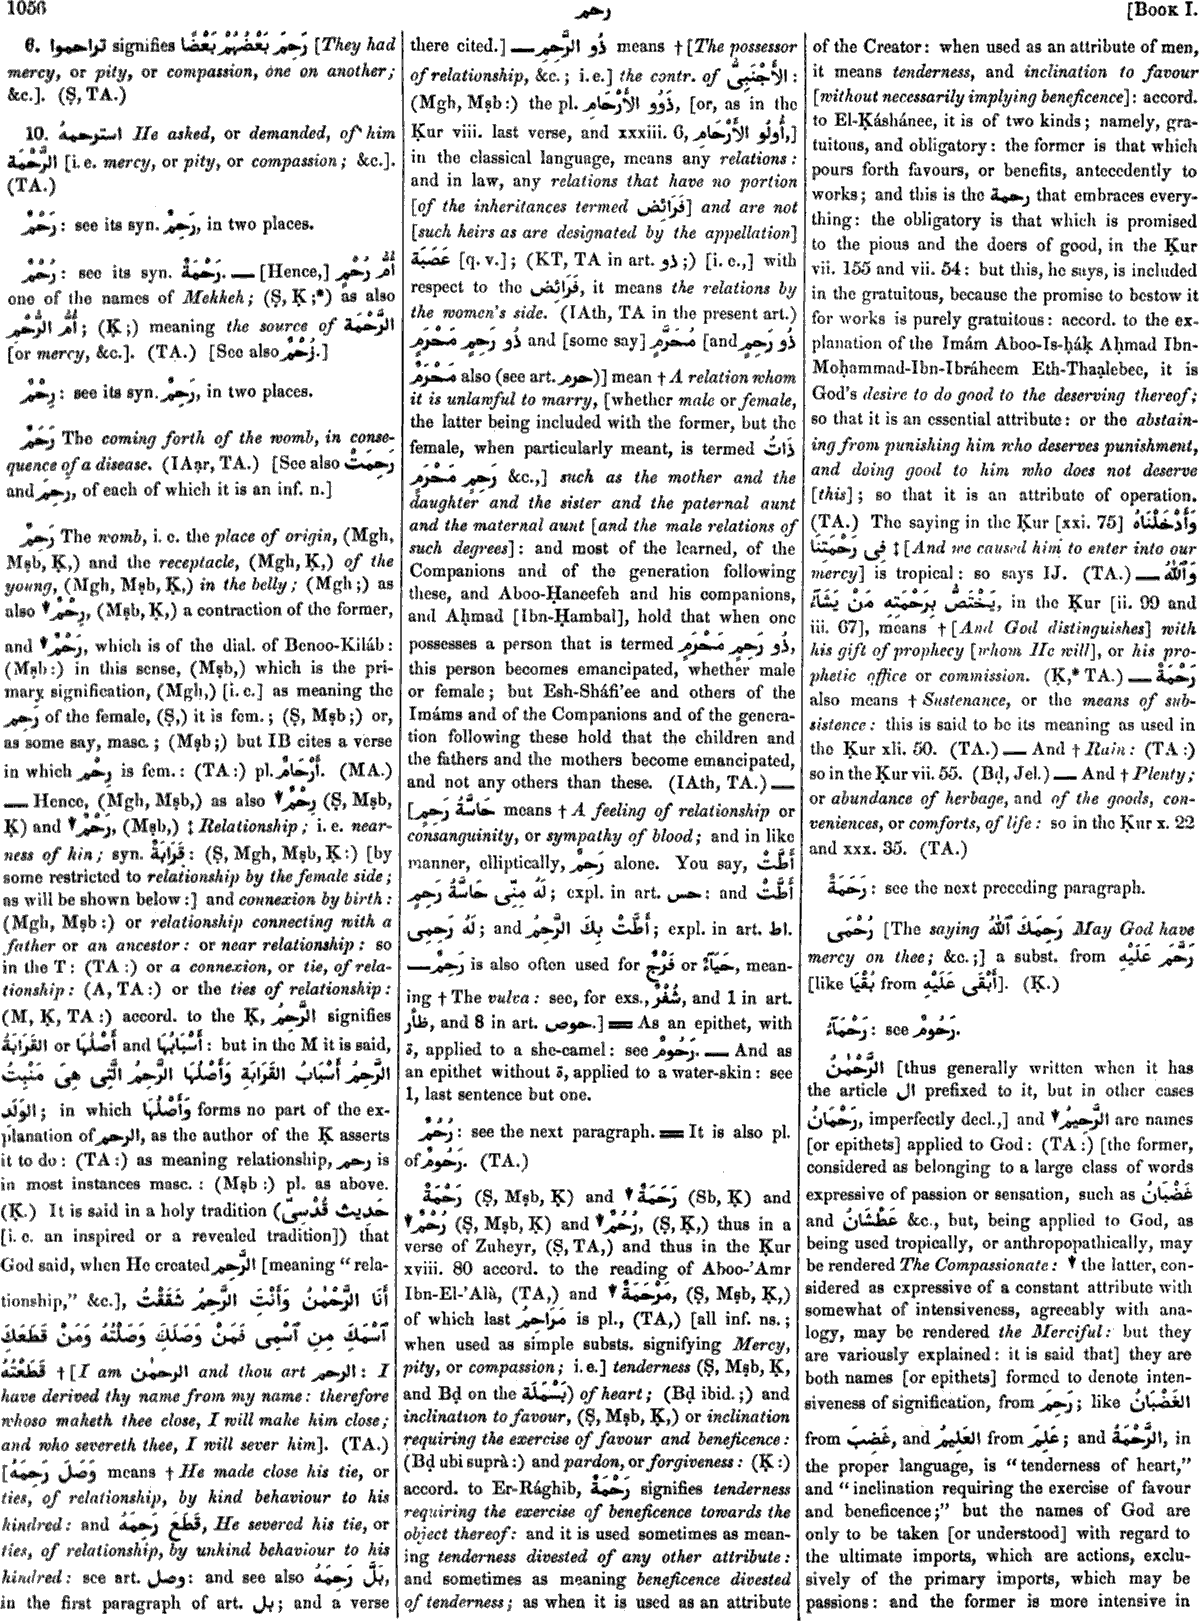 1056
رحم
[BOOK I.
6. تراحموا signifies رَحِمَ بَعْضُهُمْ بَعْضًا [They had
mercy, or pity, or compassion, one on another;
&c.]. (Ṣ, TA.)
10. استرحمهُ He asked, or demanded, of him
الرَّحْمَة [i. e. mercy, or pity, or compassion; &c.].
(TA.)
رَحْمٌ: see its syn. رَحِمٌ, in two places.
رُحْمٌ: see its syn. رَحْمَةٌ. — [Hence,] أُمُّ رُحْمٍ
one of the names of Mekkeh; (Ṣ, Ḳ;*) as also
أُمُّ الرُّحْمِ; (Ḳ;) meaning the source of الرَّحْمَة
[or mercy, &c.]. (TA.) [See also رُحُمٌ.]
رِحْمٌ: see its syn. رَحِمٌ, in two places.
رَحَمٌ The coming forth of the womb, in conse-
quence of a disease. (IAạr, TA.) [See also رَحِمَتْ
and رَحِمَ, of each of which it is an inf. n.]
رَحِمٌ The womb, i. e. the place of origin, (Mgh,
Mṣb, Ḳ,) and the receptacle, (Mgh, Ḳ,) of the
young, (Mgh, Mṣb, Ḳ,) in the belly; (Mgh;) as
also ▼ رِحْمٌ, (Mṣb, Ḳ,) a contraction of the former,
and ▼ رَحْمٌ, which is of the dial. of Benoo-Kiláb:
(Mṣb:) in this sense, (Mṣb,) which is the pri-
mary signification, (Mgh,) [i. e.] as meaning the
رحم of the female, (Ṣ,) it is fem.; (Ṣ, Mṣb;) or,
as some say, masc.; (Mṣb;) but IB cites a verse
in which رِحْم is fem.: (TA:) pl. أَرْحَامٌ. (MA.)
— Hence, (Mgh, Mṣb,) as also ▼ رِحْمٌ (Ṣ, Mṣb,
Ḳ) and ▼ رَحْمٌ, (Mṣb,) ‡ Relationship; i. e. near-
ness of kin; syn. قَرَابَةٌ: (Ṣ, Mgh, Mṣb, Ḳ:) [by
some restricted to relationship by the female side;
as will be shown below:] and connexion by birth:
(Mgh, Mṣb:) or relationship connecting with a
father or an ancestor: or near relationship: so
in the T: (TA:) or a connexion, or tie, of rela-
tionship: (A, TA:) or the ties of relationship:
(M, K, TA:) accord. to the Ḳ, الرَّحِمُ signifies
القَرَابَةُ or أَصْلُهَا and أَسْبَابُهَا: but in the M it is said,
الرَّحِمُ أَسْبَابُ القَرَابَةِ وَأَصْلُهَا الرَّحِمُ الَّتِى هِىَ مَنْبِتُ
الوَلَدِ; in which وَأَصْلُهَا forms no part of the ex-
planation of الرحم, as the author of the Ḳ asserts
it to do: (TA:) as meaning relationship, رحم is
in most instances masc.: (Mṣb:) pl. as above.
(Ḳ.) It is said in a holy tradition (حَدِيث قُدْسِىّ
[i. e. an inspired or a revealed tradition]) that
God said, when He created الرَّحِم [meaning "rela-
tionship," &c.], أَنَا الرَّحْمٰنُ وَأَنْتَ الرَّحِمُ شَقَقْتُ
ٱسْمَكَ مِنِ ٱسْمِى فَمَنْ وَصَلَكَ وَصَلْتُهُ وَمَنْ قَطَعَكَ
قَطَعْتُهُ † [I am الرحمٰن and thou art الرحم: I
have derived thy name from my name: therefore
whoso maketh thee close, I will make him close;
and who severeth thee, I will sever him]. (TA.)
[وَصَلَ رَحِمَهُ means † He made close his tie, or
ties, of relationship, by kind behaviour to his
kindred: and قَطَعَ رَحِمَهُ, He severed his tie, or
ties, of relationship, by unkind behaviour to his
kindred: see art. وصل: and see also بَلَّ رَحِمَهُ,
in the first paragraph of art. بل; and a verse
there cited.] — ذُو الرَّحِمِ means † [The possessor
of relationship, &c.; i. e.] the contr. of الأَجْنَبِىُّ:
(Mgh, Mṣb:) the pl. ذَوُو الأَرْحَامِ, [or, as in the
Ḳur viii. last verse, and xxxiii. 6, أُولُو الأَرْحَامِ,]
in the classical language, means any relations:
and in law, any relations that have no portion
[of the inheritances termed فَرَائِض] and are not
[such heirs as are designated by the appellation]
عَصَبَة [q. v.]; (KT, TA in art. ذو;) [i. e.,] with
respect to the فَرَائِض, it means the relations by
the women's side. (IAth, TA in the present art.)
ذُو رَحِمٍ مَحْرَمٍ and [some say] مَحْرَمٌ [and ذُو رَحِمٍ
مَحْرَمٌ also (see art. حرم)] mean † A relation whom
it is unlawful to marry, [whether male or female,
the latter being included with the former, but the
female, when particularly meant, is termed ذَاتُ
رَحِمٍ مَحْرَمٍ &c.,] such as the mother and the
daughter and the sister and the paternal aunt
and the maternal aunt [and the male relations of
such degrees]: and most of the learned, of the
Companions and of the generation following
these, and Aboo-Ḥaneefeh and his companions,
and Aḥmad [Ibn-Ḥambal], hold that when one
possesses a person that is termed ذُو رَحِمٍ مَحْرَمٍ,
this person becomes emancipated, whether male
or female; but Esh-Sháfi'ee and others of the
Imáms and of the Companions and of the genera-
tion following these hold that the children and
the fathers and the mothers become emancipated,
and not any others than these. (IAth, TA.) —
[حَاسَّةُ رَحِمٍ means † A feeling of relationship or
consanguinity, or sympathy of blood; and in like
manner, elliptically, رَحِمٌ alone. You say, أَطَّتْ
لَهُ مِنِّى حَاسَّةُ رَحِمٍ; expl. in art. حس: and أَطَّتْ
لَهُ رَحِمِى; and أَطَّتْ بِكَ الرَّحِمُ; expl. in art. اط.
— رَحِمٌ is also often used for فَرْجٌ or حَيَآءٌ, mean-
ing † The vulva: see, for exs., شُفْرٌ, and 1 in art.
ظأر, and 8 in art. حوص.] = As an epithet, with
ة, applied to a she-camel: see رَحُومٌ. — And as
an epithet without ة, applied to a water-skin: see
1, last sentence but one.
رُحُمٌ: see the next paragraph. = It is also pl.
of رَحُومٌ. (TA.)
رَحْمَةٌ (Ṣ, Mṣb, Ḳ) and ▼ رَحَمَةٌ (Sb, Ḳ) and
▼ رُحْمٌ (Ṣ, Mṣb, Ḳ) and ▼ رُحُمٌ, (Ṣ, Ḳ,) thus in a
verse of Zuheyr, (Ṣ, TA,) and thus in the Ḳur
xviii. 80 accord. to the reading of Aboo-'Amr
Ibn-El-'Alà, (TA,) and ▼ مَرْحَمَةٌ, (Ṣ, Mṣb, Ḳ,)
of which last مَرَاحِمُ is pl., (TA,) [all inf. ns.;
when used as simple substs. signifying Mercy,
pity, or compassion; i. e.] tenderness (Ṣ, Mṣb, Ḳ,
and Bḍ on the بَسْمَلَة) of heart; (Bḍ ibid.;) and
inclination to favour, (Ṣ, Mṣb, Ḳ,) or inclination
requiring the exercise of favour and beneficence:
(Bḍ ubi suprà:) and pardon, or forgiveness: (Ḳ:)
accord. to Er-Rághib, رَحْمَةٌ signifies tenderness
requiring the exercise of beneficence towards the
object thereof: and it is used sometimes as mean-
ing tenderness divested of any other attribute:
and sometimes as meaning beneficence divested
of tenderness; as when it is used as an attribute
of the Creator: when used as an attribute of men,
it means tenderness, and inclination to favour
[without necessarily implying beneficence]: accord.
to El-Ḳáshánee, it is of two kinds; namely, gra-
tuitous, and obligatory: the former is that which
pours forth favours, or benefits, antecedently to
works; and this is the رحمة that embraces every-
thing: the obligatory is that which is promised
to the pious and the doers of good, in the Ḳur
vii. 155 and vii. 54: but this, he says, is included
in the gratuitous, because the promise to bestow it
for works is purely gratuitous: accord. to the ex-
planation of the Imám Aboo-Is-ḥáḳ Aḥmad Ibn-
Moḥammad-Ibn-Ibráheem Eth-Thaạlebee, it is
God's desire to do good to the deserving thereof;
so that it is an essential attribute: or the abstain-
ing from punishing him who deserves punishment,
and doing good to him who does not deserve
[this]; so that it is an attribute of operation.
(TA.) The saying in the Ḳur [xxi. 75] وَأَدْخَلْنَاهُ
فِى رَحْمَتِنَا ‡ [And we caused him to enter into our
mercy] is tropical: so says IJ. (TA.) — وَٱللّٰهُ
يَخْتَصُّ بِرَحْمَتِهِ مَنْ يَشَآءُ, in the Ḳur [ii. 99 and
iii. 67], means † [And God distinguishes] with
his gift of prophecy [whom He will], or his pro-
phetic office or commission. (Ḳ,* TA.) — رَحْمَةٌ
also means † Sustenance, or the means of sub-
sistence: this is said to be its meaning as used in
the Ḳur xli. 50. (TA.) — And † Rain: (TA:)
so in the Ḳur vii. 55. (Bḍ, Jel.) — And † Plenty;
or abundance of herbage, and of the goods, con-
veniences, or comforts, of life: so in the Ḳur x. 22
and xxx. 35. (TA.)
رَحَمَةٌ: see the next preceding paragraph.
رُحْمَى [The saying رَحِمَكَ ٱللّٰهُ May God have
mercy on thee; &c.;] a subst. from رَحَّمَ عَلَيْهِ
[like بُقْيَا from أَبْقَى عَلَيْهِ]. (Ḳ.)
رَحْمَآءُ: see رَحُومٌ.
الرَّحْمٰنُ [thus generally written when it has
the article ال prefixed to it, but in other cases
رَحْمَانُ, imperfectly decl.,] and ▼ الرَّحِيمُ are names
[or epithets] applied to God: (TA:) [the former,
considered as belonging to a large class of words
expressive of passion or sensation, such as غَضْبَانُ
and عَطْشَانُ &c., but, being applied to God, as
being used tropically, or anthropopathically, may
be rendered The Compassionate: ▼ the latter, con-
sidered as expressive of a constant attribute with
somewhat of intensiveness, agreeably with ana-
logy, may be rendered the Merciful: but they
are variously explained: it is said that] they are
both names [or epithets] formed to denote inten-
siveness of signification, from رَحِمَ; like الغَضْبَانُ
from غَضِبَ, and العَلِيمُ from عَلِمَ; and الرَّحْمَةُ, in
the proper language, is "tenderness of heart,"
and "inclination requiring the exercise of favour
and beneficence;" but the names of God are
only to be taken [or understood] with regard to
the ultimate imports, which are actions, exclu-
sively of the primary imports, which may be
passions: and the former is more intensive in